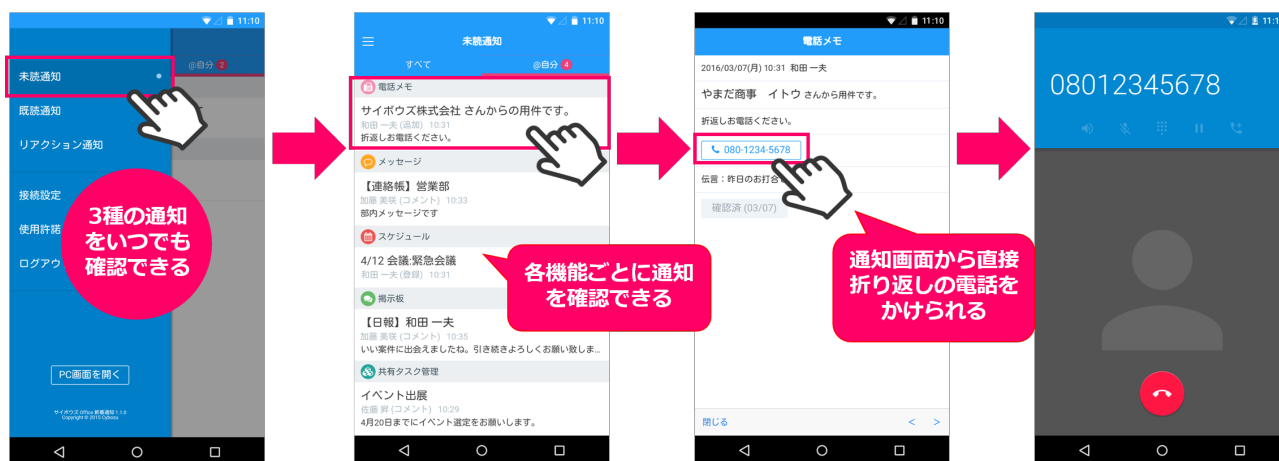 11:10
@自分 2
未読通知
既読通知
リアクション通知
接続設定
使用許諾
ログアウ
3種の通知
をいつでも
確認できる
PC画面を開く
サイボウズ Office 新着通知 1.1.0
Copyright © 2015 Cybozu
11:10
未読通知
すべて
@自分 4
電話メモ
サイボウズ株式会社 さんからの用件です。
和田 一夫 (追加) 10:31
折返しお電話ください。
メッセージ
【連絡帳】営業部
加藤 美咲 (コメント) 10:33
部内メッセージです
スケジュール
4/12 会議:緊急会議
和田 一夫 (登録) 10:31
掲示板
【日報】和田 一夫
加藤 美咲 (コメント) 10:35
いい案件に出会えましたね。引き続きよろしくお願い致しま...
共有タスク管理
イベント出展
佐藤 昇 (コメント) 10:29
4月20日までにイベント選定をお願いします。
各機能ごとに通知
を確認できる
11:10
電話メモ
2016/03/07(月) 10:31 和田 一夫
やまだ商事 イトウ さんから用件です。
折返しお電話ください。
080-1234-5678
伝言：昨日のお打合
確認済 (03/07)
通知画面から直接
折り返しの電話を
かけられる
閉じる
< >
11:1
08012345678